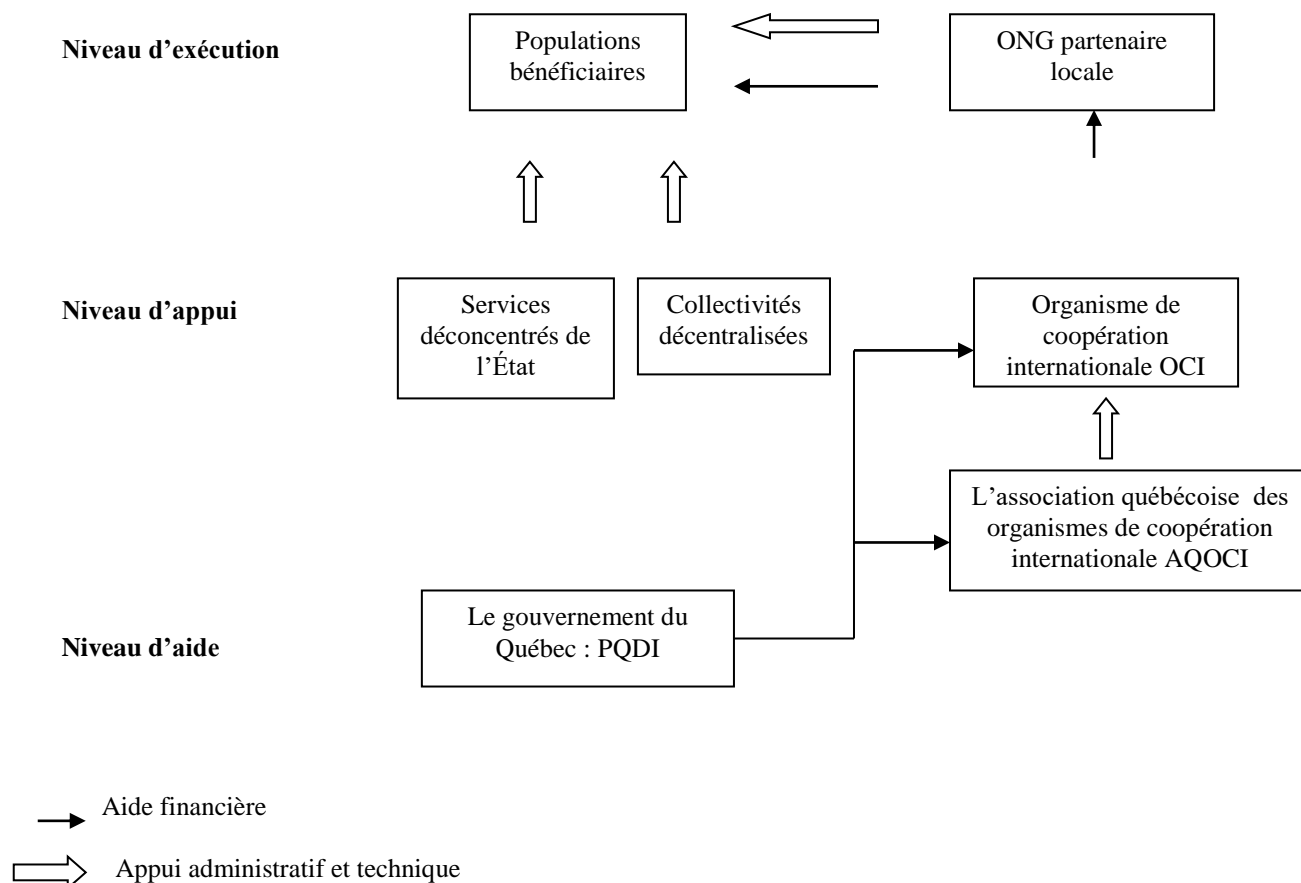 Niveau d'exécution
Populations
bénéficiaires
ONG partenaire
locale
Niveau d'appui
Services
déconcentrés de
l'État
Collectivités
décentralisées
Organisme de
coopération
internationale OCI
L'association québécoise des
organismes de coopération
internationale AQOCI
Niveau d'aide
Le gouvernement du
Québec : PQDI
Aide financière
Appui administratif et technique